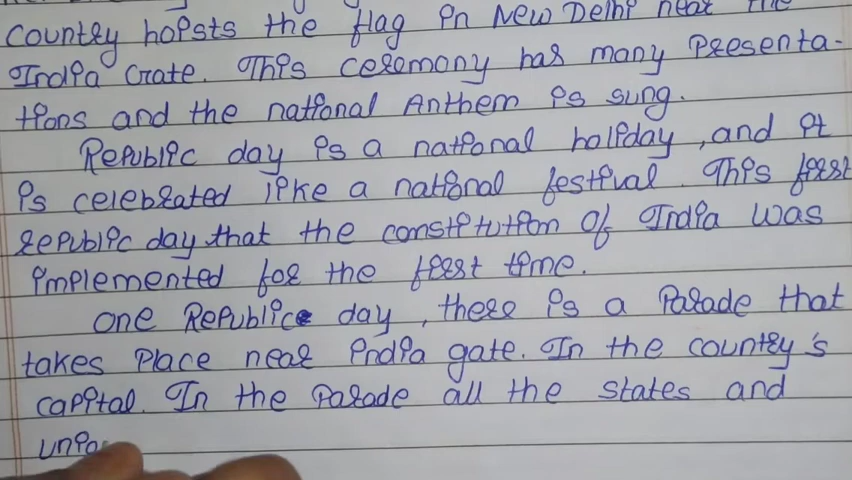 country hoists the flag in New Delhi near the
India Gate. This ceremony has many presenta-
tions and the national Anthem is sung.
Republic day is a national holiday, and it
is celebrated like a national festival. This first
republic day that the constitution of India was
implemented for the first time.
One Republic day, there is a Parade that
takes place near India gate. In the country's
capital. In the Parade all the states and